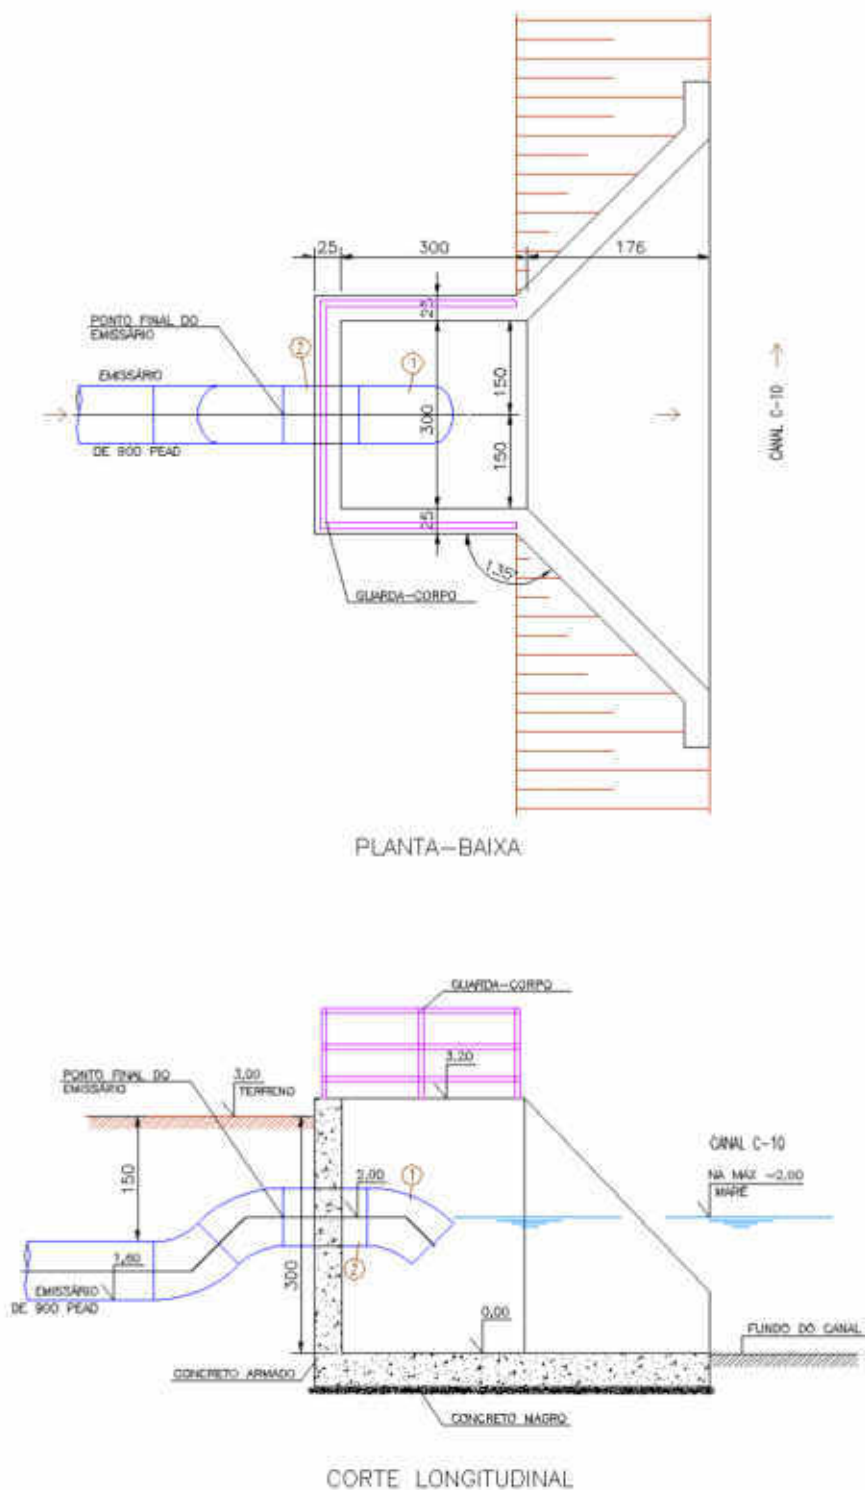 25
300
176
PONTO FINAL DO
EMISSÁRIO
2
1
EMISSÁRIO
DE 900 PEAD
25
150
300
150
25
CANAL C-10
135°
GUARDA-CORPO
PLANTA-BAIXA
GUARDA-CORPO
3,20
PONTO FINAL DO
EMISSÁRIO
3,00
TERRENO
CANAL C-10
NA MAX -2,00
MARÉ
150
1
2,00
300
2
1,60
EMISSÁRIO
DE 900 PEAD
0,00
FUNDO DO CANAL
CONCRETO ARMADO
CONCRETO MAGRO
CORTE LONGITUDINAL